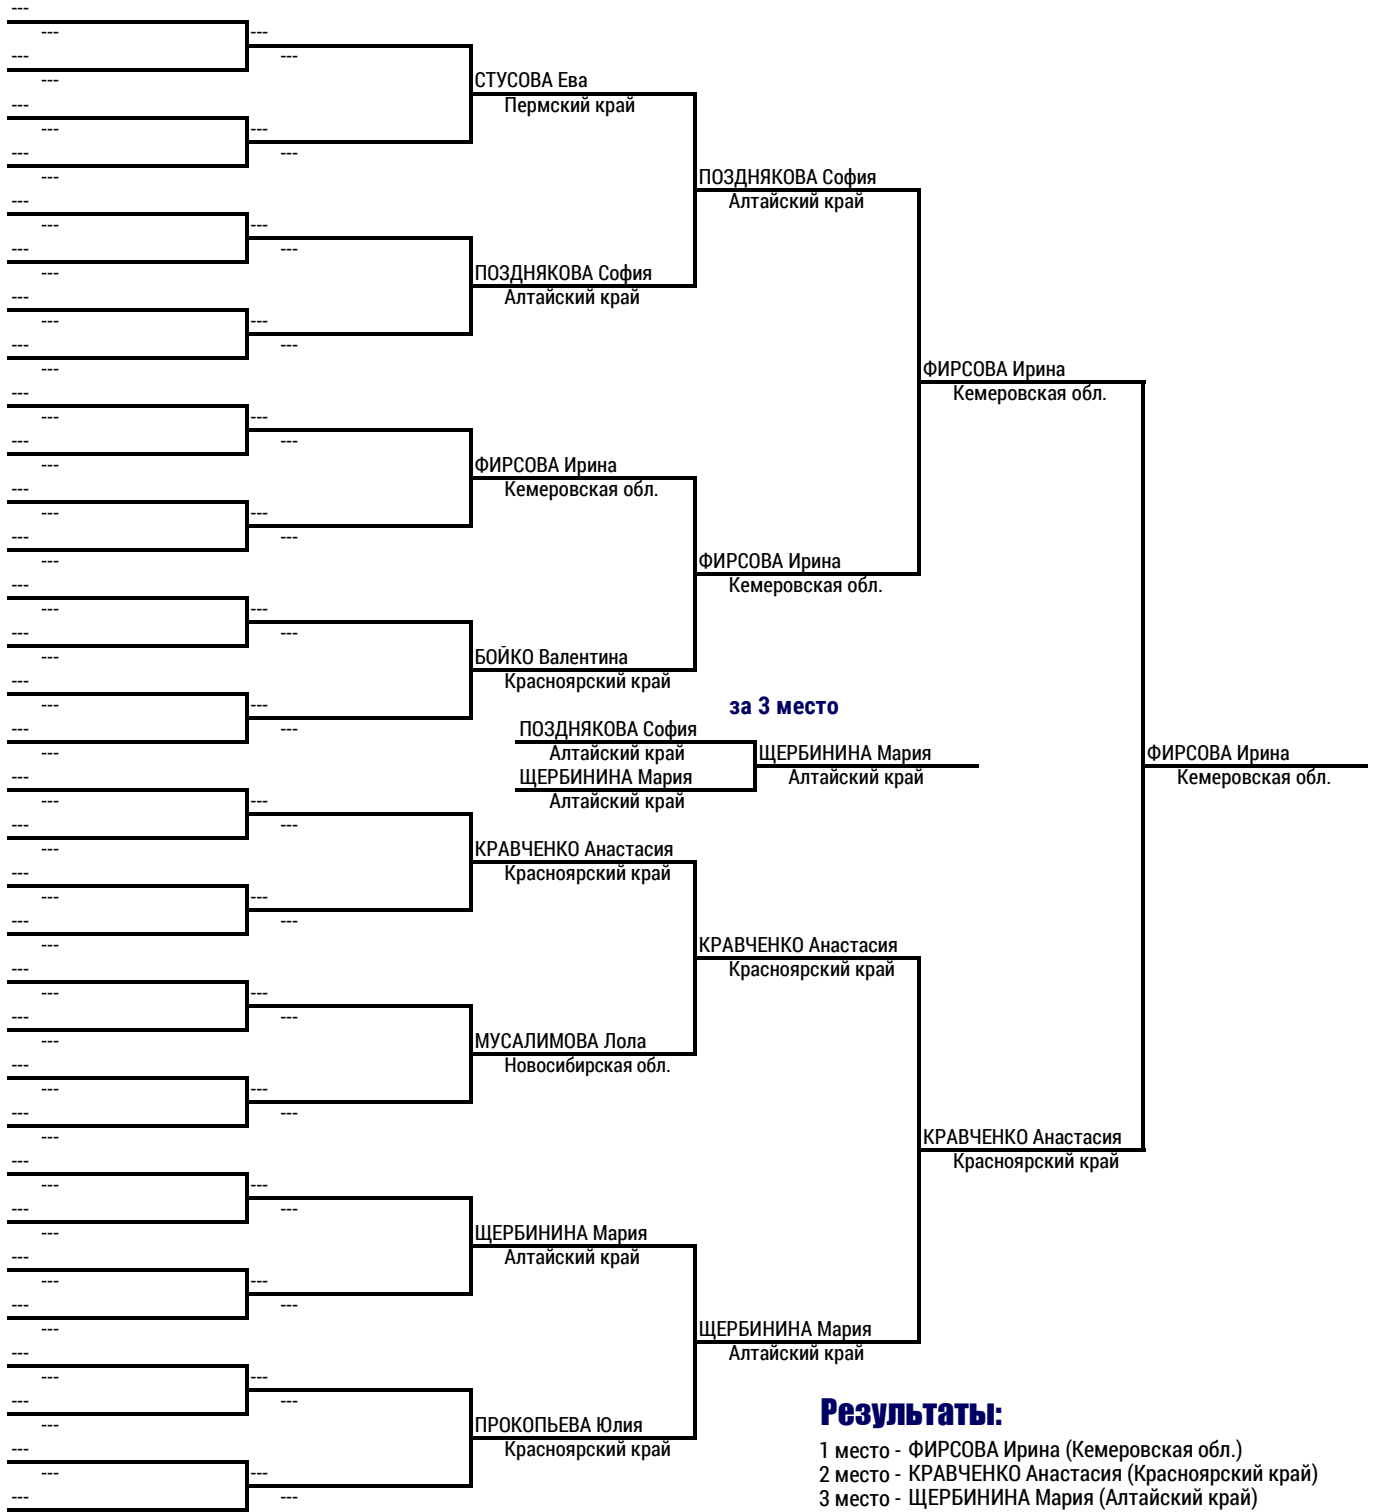 ---
--- ---
--- ---
--- СТУСОВА Ева
--- Пермский край
--- ---
--- ---
--- ПОЗДНЯКОВА София
--- Алтайский край
--- ---
--- ---
--- ПОЗДНЯКОВА София
--- Алтайский край
--- ---
--- ---
--- ФИРСОВА Ирина
--- Кемеровская обл.
--- ---
--- ---
--- ФИРСОВА Ирина
--- Кемеровская обл.
--- ---
--- ---
--- ФИРСОВА Ирина
--- Кемеровская обл.
--- ---
--- ---
--- БОЙКО Валентина
--- Красноярский край
--- --- за 3 место
--- --- ПОЗДНЯКОВА София
--- Алтайский край ЩЕРБИНИНА Мария ФИРСОВА Ирина
--- ЩЕРБИНИНА Мария Алтайский край Кемеровская обл.
--- --- Алтайский край
--- ---
--- КРАВЧЕНКО Анастасия
--- Красноярский край
--- ---
--- ---
--- КРАВЧЕНКО Анастасия
--- Красноярский край
--- ---
--- ---
--- МУСАЛИМОВА Лола
--- Новосибирская обл.
--- ---
--- ---
--- КРАВЧЕНКО Анастасия
--- Красноярский край
--- ---
--- ---
--- ЩЕРБИНИНА Мария
--- Алтайский край
--- ---
--- ---
--- ЩЕРБИНИНА Мария
--- Алтайский край
--- ---
--- ---
Результаты:
--- ПРОКОПЬЕВА Юлия
--- Красноярский край 1 место - ФИРСОВА Ирина (Кемеровская обл.)
--- --- 2 место - КРАВЧЕНКО Анастасия (Красноярский край)
--- --- 3 место - ЩЕРБИНИНА Мария (Алтайский край)